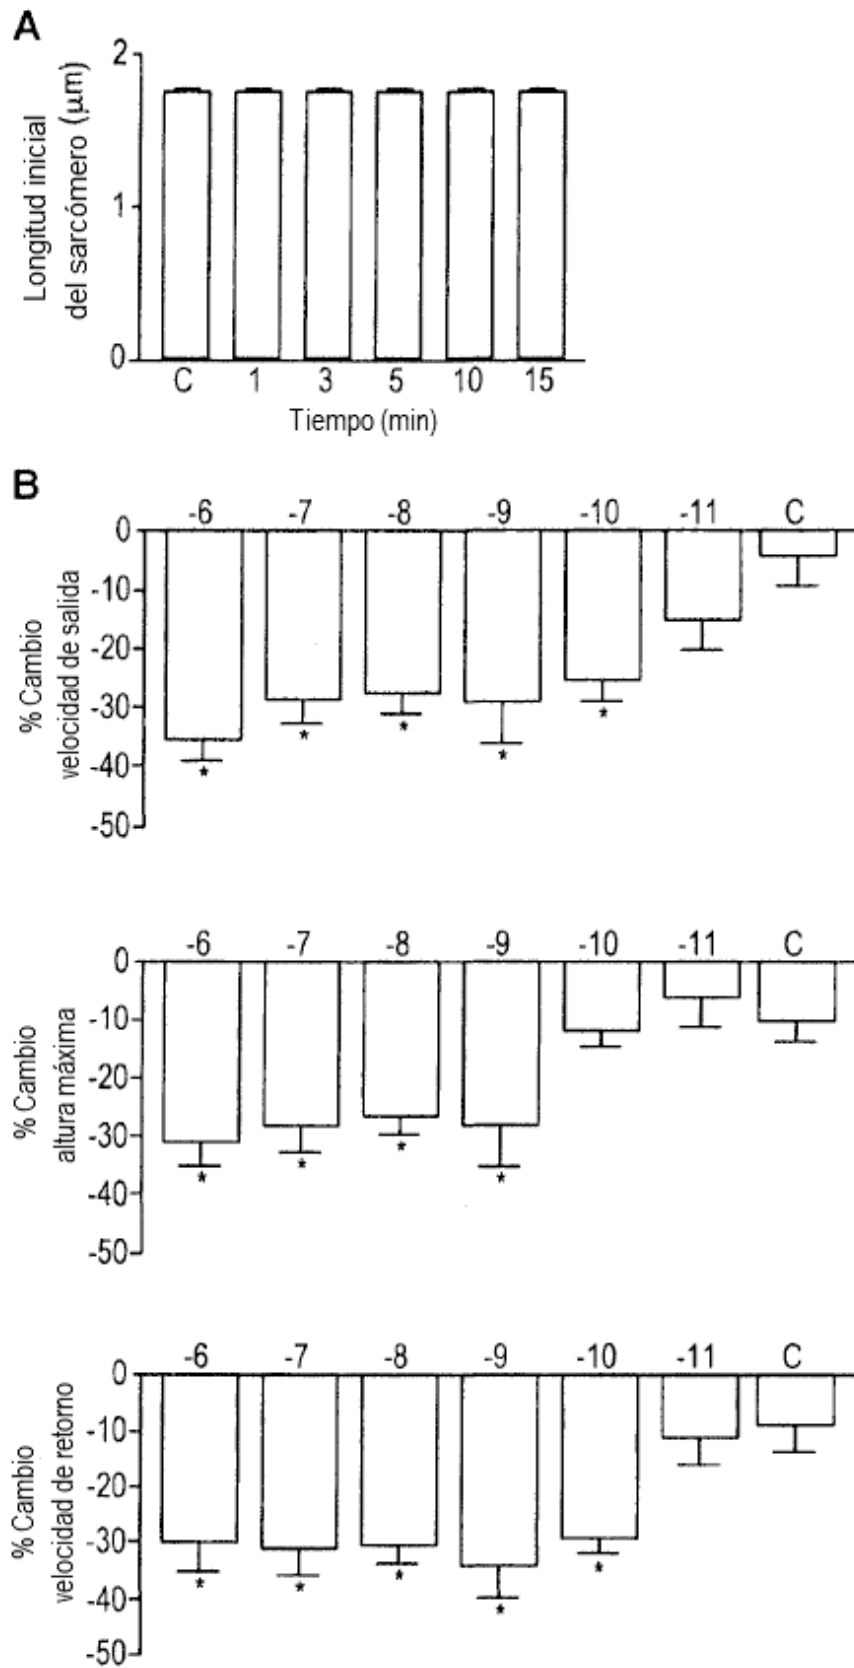 A
Longitud inicial
del sarcómero (μm)
2
1
0
C 1 3 5 10 15
Tiempo (min)
B
-6 -7 -8 -9 -10 -11 C
% Cambio
velocidad de salida
0
-10
-20
-30
-40
-50
* * * * *
-6 -7 -8 -9 -10 -11 C
% Cambio
altura máxima
0
-10
-20
-30
-40
-50
* * * *
-6 -7 -8 -9 -10 -11 C
% Cambio
velocidad de retorno
0
-10
-20
-30
-40
-50
* * * * *